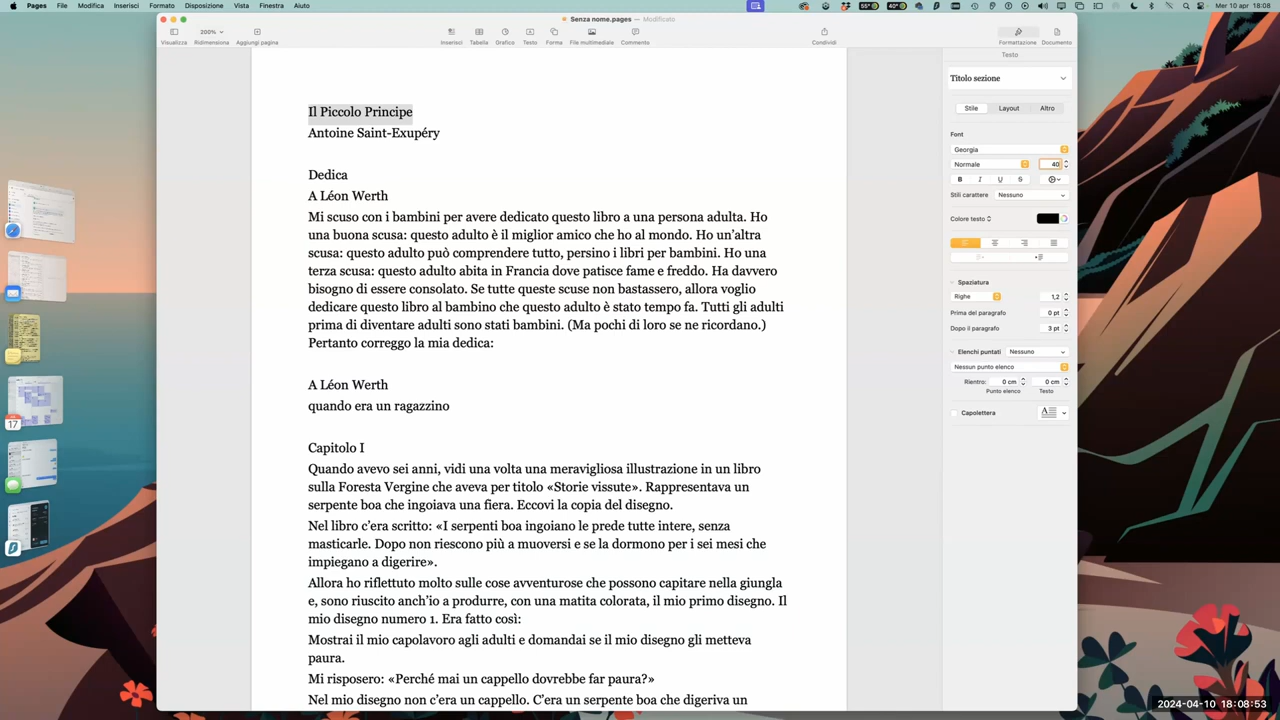 Pages File Modifica Inserisci Formato Disposizione Vista Finestra Aiuto
55° 40° Mer 10 apr 18:08
Senza nome.pages — Modificato
200%
Visualizza Ridimensiona Aggiungi pagina Inserisci Tabella Grafico Testo Forma File multimediale Commento Condividi Formattazione Documento
Testo
Il Piccolo Principe
Antoine Saint-Exupéry
Dedica
A Léon Werth
Mi scuso con i bambini per avere dedicato questo libro a una persona adulta. Ho
una buona scusa: questo adulto è il miglior amico che ho al mondo. Ho un’altra
scusa: questo adulto può comprendere tutto, persino i libri per bambini. Ho una
terza scusa: questo adulto abita in Francia dove patisce fame e freddo. Ha davvero
bisogno di essere consolato. Se tutte queste scuse non bastassero, allora voglio
dedicare questo libro al bambino che questo adulto è stato tempo fa. Tutti gli adulti
prima di diventare adulti sono stati bambini. (Ma pochi di loro se ne ricordano.)
Pertanto correggo la mia dedica:
A Léon Werth
quando era un ragazzino
Capitolo I
Quando avevo sei anni, vidi una volta una meravigliosa illustrazione in un libro
sulla Foresta Vergine che aveva per titolo «Storie vissute». Rappresentava un
serpente boa che ingoiava una fiera. Eccovi la copia del disegno.
Nel libro c’era scritto: «I serpenti boa ingoiano le prede tutte intere, senza
masticarle. Dopo non riescono più a muoversi e se la dormono per i sei mesi che
impiegano a digerire».
Allora ho riflettuto molto sulle cose avventurose che possono capitare nella giungla
e, sono riuscito anch’io a produrre, con una matita colorata, il mio primo disegno. Il
mio disegno numero 1. Era fatto così:
Mostrai il mio capolavoro agli adulti e domandai se il mio disegno gli metteva
paura.
Mi risposero: «Perché mai un cappello dovrebbe far paura?»
Nel mio disegno non c’era un cappello. C’era un serpente boa che digeriva un
Titolo sezione
Stile Layout Altro
Font
Georgia
Normale 40
B I U S
Stili carattere Nessuno
Colore testo
Spaziatura
Righe 1,2
Prima del paragrafo 0 pt
Dopo il paragrafo 3 pt
Elenchi puntati Nessuno
Nessun punto elenco
Rientro: 0 cm 0 cm
Punto elenco Testo
Capolettera A
17
2024-04-10 18:08:53